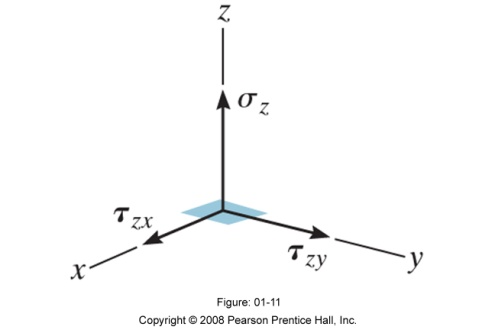 z
σz
τzx
τzy
x
y
Figure: 01-11
Copyright © 2008 Pearson Prentice Hall, Inc.